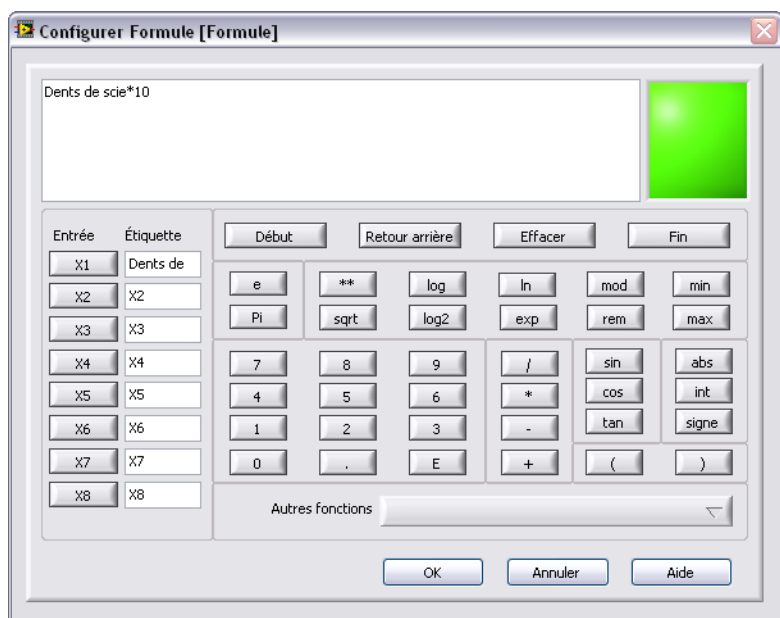 Configurer Formule [Formule]
Dents de scie*10
Entrée Étiquette
X1 Dents de
X2 X2
X3 X3
X4 X4
X5 X5
X6 X6
X7 X7
X8 X8
Début Retour arrière Effacer Fin
e ** log ln mod min
Pi sqrt log2 exp rem max
7 8 9 / sin abs
4 5 6 * cos int
1 2 3 - tan signe
0 . E + ( )
Autres fonctions
OK Annuler Aide